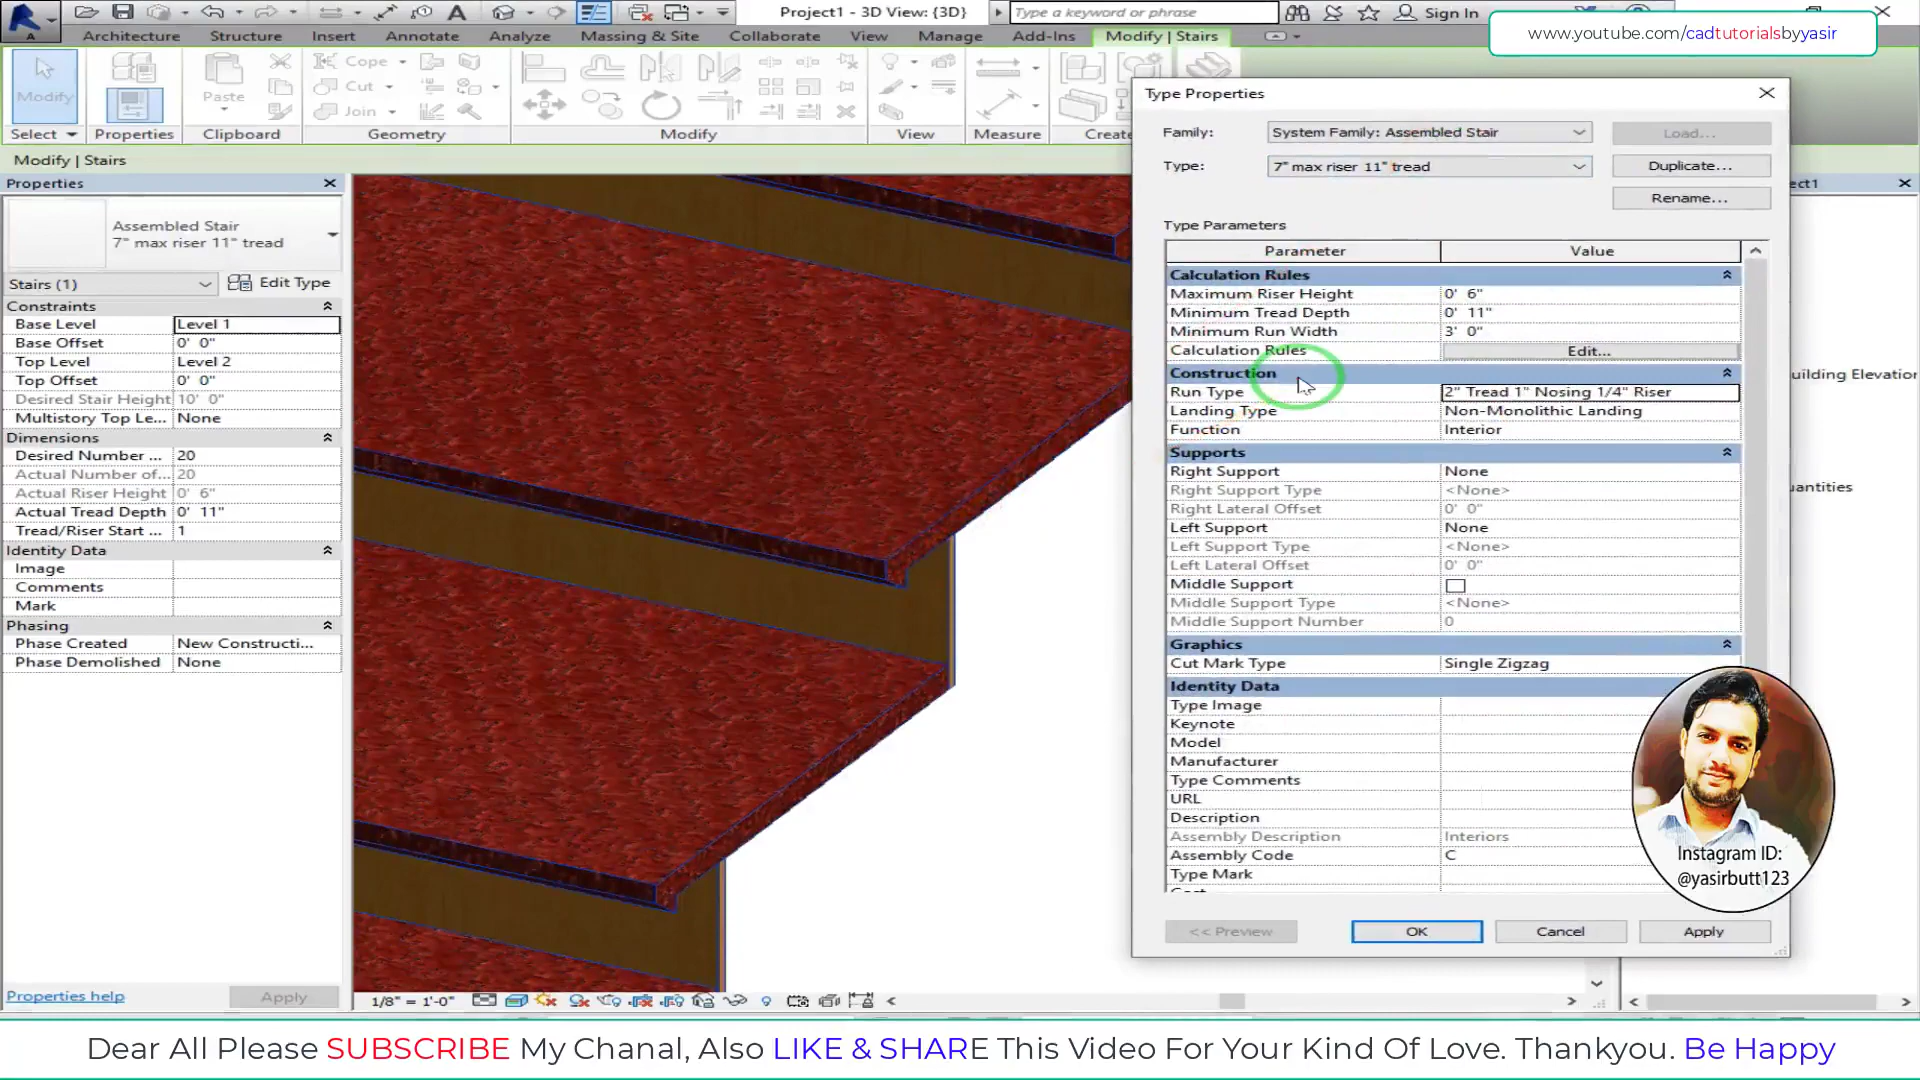 Project1 - 3D View: {3D}
Type a keyword or phrase
Sign In
www.youtube.com/cadtutorialsbyyasir
Architecture Structure Insert Annotate Analyze Massing & Site Collaborate View Manage Add-Ins Modify | Stairs
Modify
Paste
Cope
Cut
Join
Select Properties Clipboard Geometry Modify View Measure Create
Modify | Stairs
Properties
Assembled Stair
7" max riser 11" tread
Stairs (1)
Edit Type
Constraints
Base Level Level 1
Base Offset 0' 0"
Top Level Level 2
Top Offset 0' 0"
Desired Stair Height 10' 0"
Multistory Top Le... None
Dimensions
Desired Number ... 20
Actual Number of... 20
Actual Riser Height 0' 6"
Actual Tread Depth 0' 11"
Tread/Riser Start ... 1
Identity Data
Image
Comments
Mark
Phasing
Phase Created New Constructi...
Phase Demolished None
Properties help
Apply
1/8" = 1'-0"
Type Properties
Family: System Family: Assembled Stair Load...
Type: 7" max riser 11" tread Duplicate...
Rename...
Type Parameters
Parameter Value
Calculation Rules
Maximum Riser Height 0' 6"
Minimum Tread Depth 0' 11"
Minimum Run Width 3' 0"
Calculation Rules Edit...
Construction
Run Type 2" Tread 1" Nosing 1/4" Riser
Landing Type Non-Monolithic Landing
Function Interior
Supports
Right Support None
Right Support Type <None>
Right Lateral Offset 0' 0"
Left Support None
Left Support Type <None>
Left Lateral Offset 0' 0"
Middle Support
Middle Support Type <None>
Middle Support Number 0
Graphics
Cut Mark Type Single Zigzag
Identity Data
Type Image
Keynote
Model
Manufacturer
Type Comments
URL
Description
Assembly Description Interiors
Assembly Code C
Type Mark
<< Preview OK Cancel Apply
ect1
uilding Elevation
uantities
Instagram ID:
@yasirbutt123
Dear All Please SUBSCRIBE My Chanal, Also LIKE & SHARE This Video For Your Kind Of Love. Thankyou. Be Happy